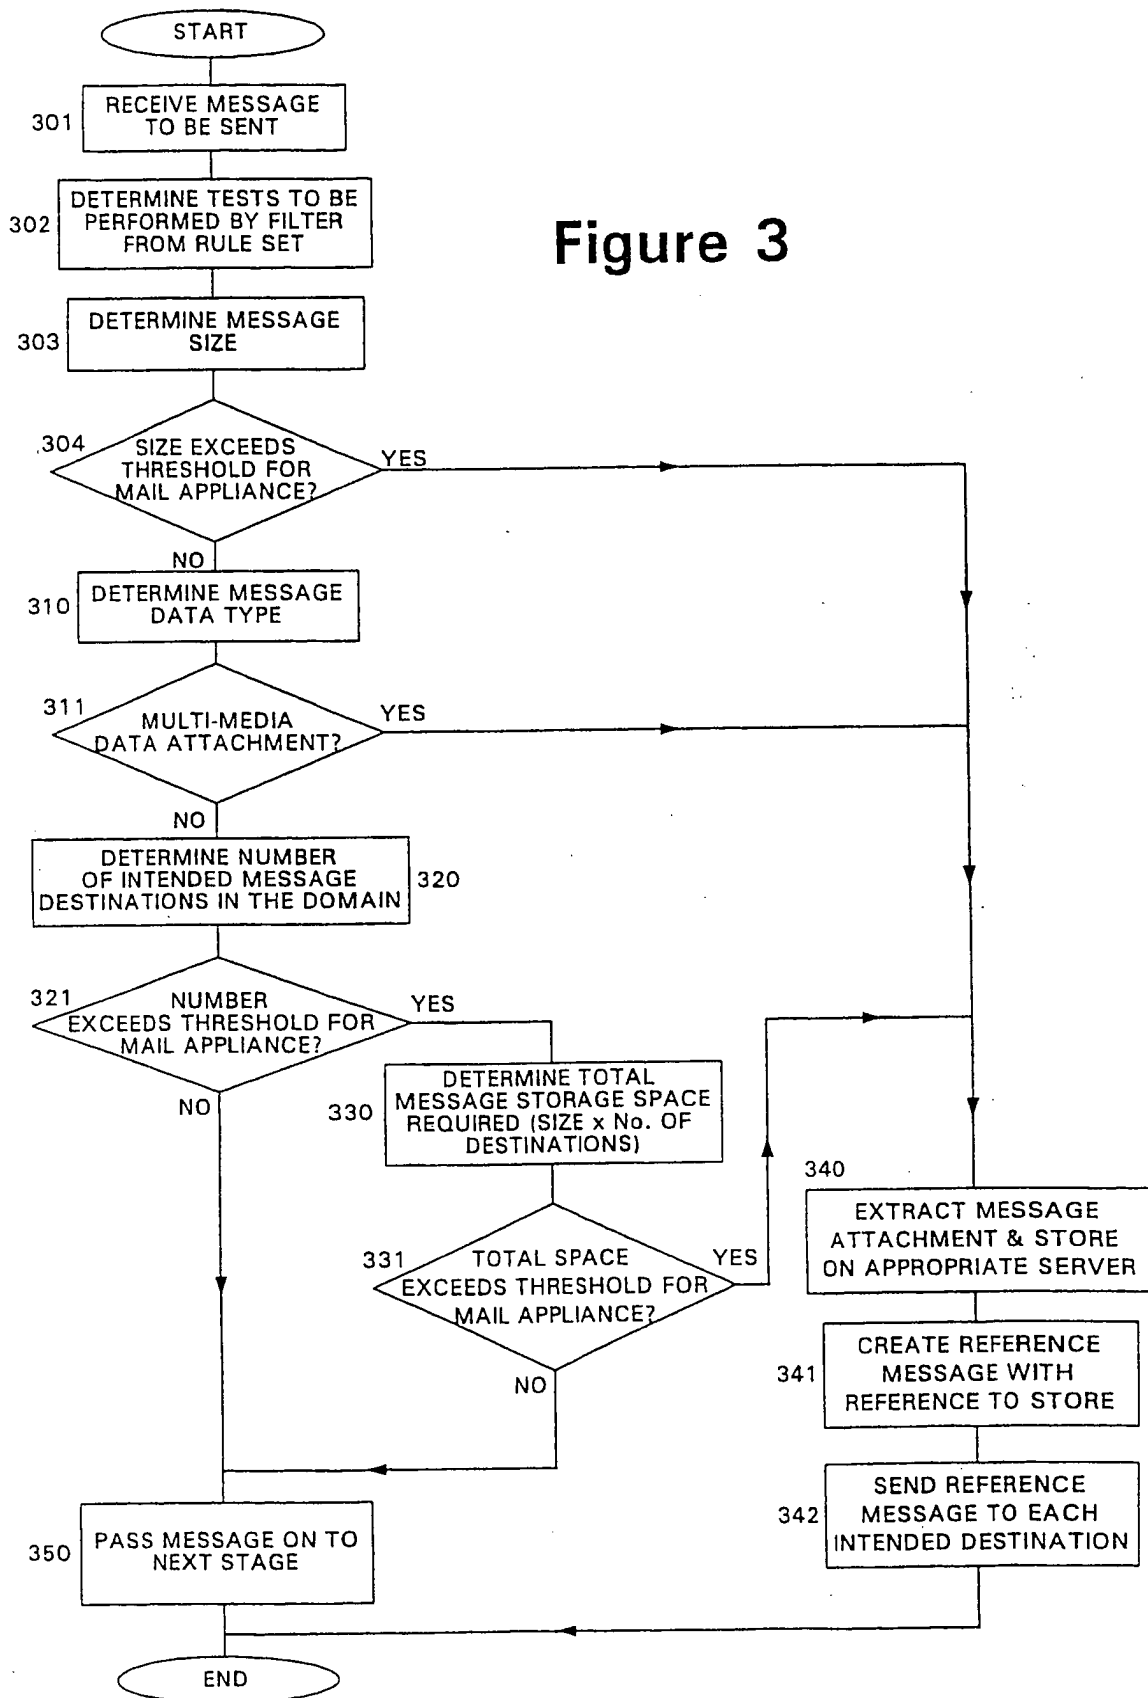 START
301
RECEIVE MESSAGE
TO BE SENT
302
DETERMINE TESTS TO BE
PERFORMED BY FILTER
FROM RULE SET
Figure 3
303
DETERMINE MESSAGE
SIZE
304
SIZE EXCEEDS
THRESHOLD FOR
MAIL APPLIANCE?
YES
NO
310
DETERMINE MESSAGE
DATA TYPE
311
MULTI-MEDIA
DATA ATTACHMENT?
YES
NO
DETERMINE NUMBER
OF INTENDED MESSAGE
DESTINATIONS IN THE DOMAIN
320
321
NUMBER
EXCEEDS THRESHOLD FOR
MAIL APPLIANCE?
YES
NO
330
DETERMINE TOTAL
MESSAGE STORAGE SPACE
REQUIRED (SIZE x No. OF
DESTINATIONS)
331
TOTAL SPACE
EXCEEDS THRESHOLD FOR
MAIL APPLIANCE?
YES
NO
340
EXTRACT MESSAGE
ATTACHMENT & STORE
ON APPROPRIATE SERVER
341
CREATE REFERENCE
MESSAGE WITH
REFERENCE TO STORE
342
SEND REFERENCE
MESSAGE TO EACH
INTENDED DESTINATION
350
PASS MESSAGE ON TO
NEXT STAGE
END